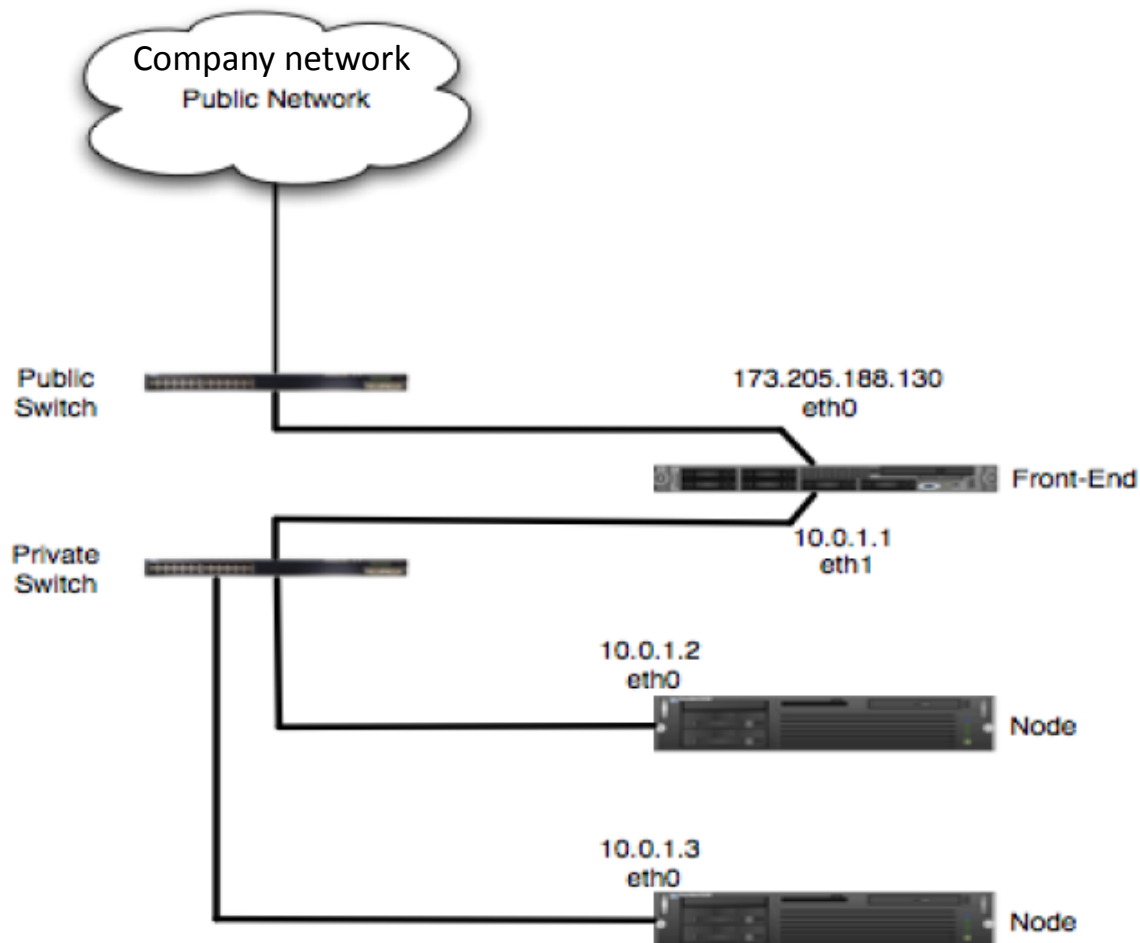 Company network
Public Network
Public
Switch
173.205.188.130
eth0
Front-End
10.0.1.1
eth1
Private
Switch
10.0.1.2
eth0
Node
10.0.1.3
eth0
Node